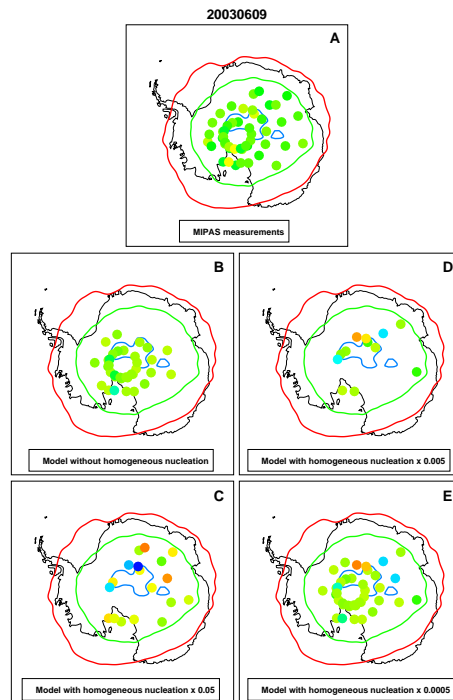 20030609
A
MIPAS measurements
B
Model without homogeneous nucleation
D
Model with homogeneous nucleation x 0.005
C
Model with homogeneous nucleation x 0.05
E
Model with homogeneous nucleation x 0.0005